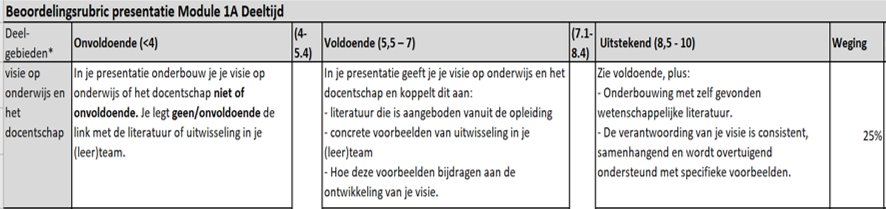 Beoordelingsrubric presentatie Module 1A Deeltijd
Deel-
gebieden*
Onvoldoende (<4)
(4-
5.4)
Voldoende (5,5 – 7)
(7.1-
8.4)
Uitstekend (8,5 - 10)
Weging
visie op
onderwijs en
het
docentschap
In je presentatie onderbouw je je visie op
onderwijs of het docentschap niet of
onvoldoende. Je legt geen/onvoldoende de
link met de literatuur of uitwisseling in je
(leer)team.
In je presentatie geeft je je visie op onderwijs en het
docentschap en koppelt dit aan:
- literatuur die is aangeboden vanuit de opleiding
- concrete voorbeelden van uitwisseling in je
(leer)team
- Hoe deze voorbeelden bijdragen aan de
ontwikkeling van je visie.
Zie voldoende, plus:
- Onderbouwing met zelf gevonden
wetenschappelijke literatuur.
- De verantwoording van je visie is consistent,
samenhangend en wordt overtuigend
ondersteund met specifieke voorbeelden.
25%